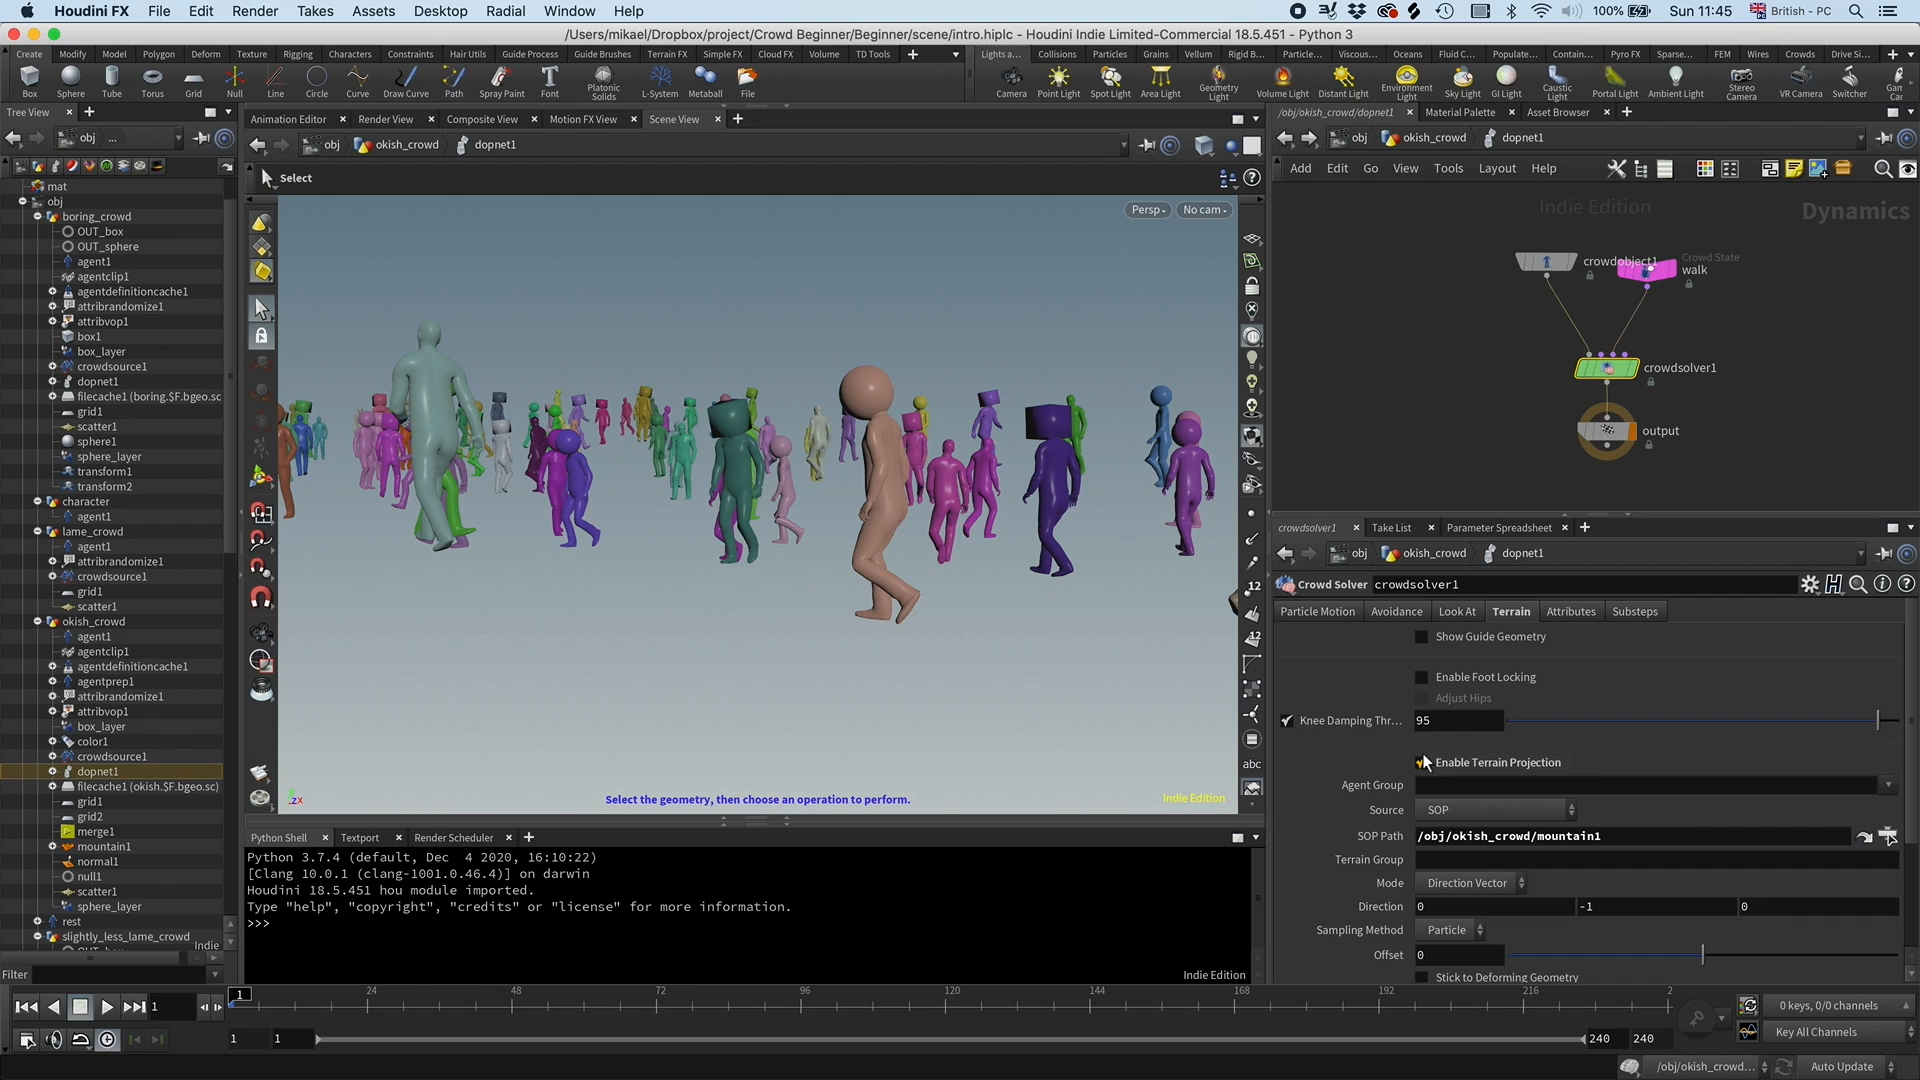 Houdini FX File Edit Render Takes Assets Desktop Radial Window Help 100% Sun 11:45 British - PC
/Users/mikael/Dropbox/project/Crowd Beginner/Beginner/scene/intro.hiplc - Houdini Indie Limited-Commercial 18.5.451 - Python 3
Create Modify Model Polygon Deform Texture Rigging Characters Constraints Hair Utils Guide Process Guide Brushes Terrain FX Simple FX Cloud FX Volume TD Tools
Lights a... Collisions Particles Grains Vellum Rigid B... Particle... Viscous... Oceans Fluid C... Populate... Contain... Pyro FX Sparse... FEM Wires Crowds Drive Si...
Box Sphere Tube Torus Grid Null Line Circle Curve Draw Curve Path Spray Paint Font Platonic Solids L-System Metaball File
Camera Point Light Spot Light Area Light Geometry Light Volume Light Distant Light Environment Light Sky Light GI Light Caustic Light Portal Light Ambient Light Stereo Camera VR Camera Switcher
Tree View
obj ...
mat
obj
boring_crowd
OUT_box
OUT_sphere
agent1
agentclip1
agentdefinitioncache1
attribrandomize1
attribvop1
box1
box_layer
crowdsource1
dopnet1
filecache1 (boring.$F.bgeo.sc
grid1
scatter1
sphere1
sphere_layer
transform1
transform2
character
agent1
lame_crowd
agent1
attribrandomize1
crowdsource1
grid1
scatter1
okish_crowd
agent1
agentclip1
agentdefinitioncache1
agentprep1
attribrandomize1
attribvop1
box_layer
color1
crowdsource1
dopnet1
filecache1 (okish.$F.bgeo.sc)
grid1
grid2
merge1
mountain1
normal1
null1
scatter1
sphere_layer
rest
slightly_less_lame_crowd
Indie
Filter
Animation Editor Render View Composite View Motion FX View Scene View
obj okish_crowd dopnet1
Select
Persp No cam
12
12
abc
Select the geometry, then choose an operation to perform.
Indie Edition
Python Shell Textport Render Scheduler
Python 3.7.4 (default, Dec  4 2020, 16:10:22)
[Clang 10.0.1 (clang-1001.0.46.4)] on darwin
Houdini 18.5.451 hou module imported.
Type "help", "copyright", "credits" or "license" for more information.
>>>
Indie Edition
/obj/okish_crowd/dopnet1 Material Palette Asset Browser
obj okish_crowd dopnet1
Add Edit Go View Tools Layout Help
Indie Edition
Dynamics
crowdobject1
Crowd State
walk
crowdsolver1
output
crowdsolver1 Take List Parameter Spreadsheet
obj okish_crowd dopnet1
Crowd Solver crowdsolver1
Particle Motion Avoidance Look At Terrain Attributes Substeps
Show Guide Geometry
Enable Foot Locking
Adjust Hips
Knee Damping Thr... 95
Enable Terrain Projection
Agent Group
Source SOP
SOP Path /obj/okish_crowd/mountain1
Terrain Group
Mode Direction Vector
Direction 0 -1 0
Sampling Method Particle
Offset 0
Stick to Deforming Geometry
1 1 24 48 72 96 120 144 168 192 216 2
0 keys, 0/0 channels
1 1 240 240
Key All Channels
/obj/okish_crowd... Auto Update